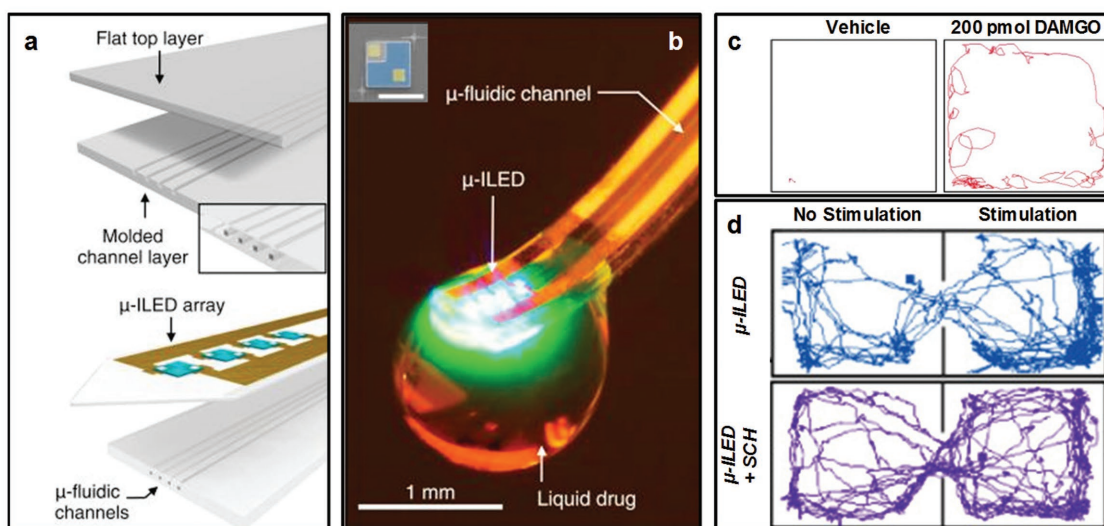 a
Flat top layer
Molded
channel layer
μ-ILED array
μ-fluidic
channels
b
μ-fluidic
channel
μ-ILED
1 mm
Liquid drug
c
Vehicle
200 pmol DAMGO
d
No Stimulation
Stimulation
μ-ILED
μ-ILED
+ SCH